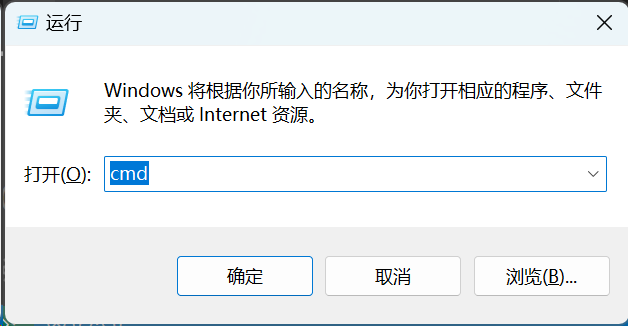 运行
Windows 将根据你所输入的名称，为你打开相应的程序、文件
夹、文档或 Internet 资源。
打开(O):
cmd
确定
取消
浏览(B)...